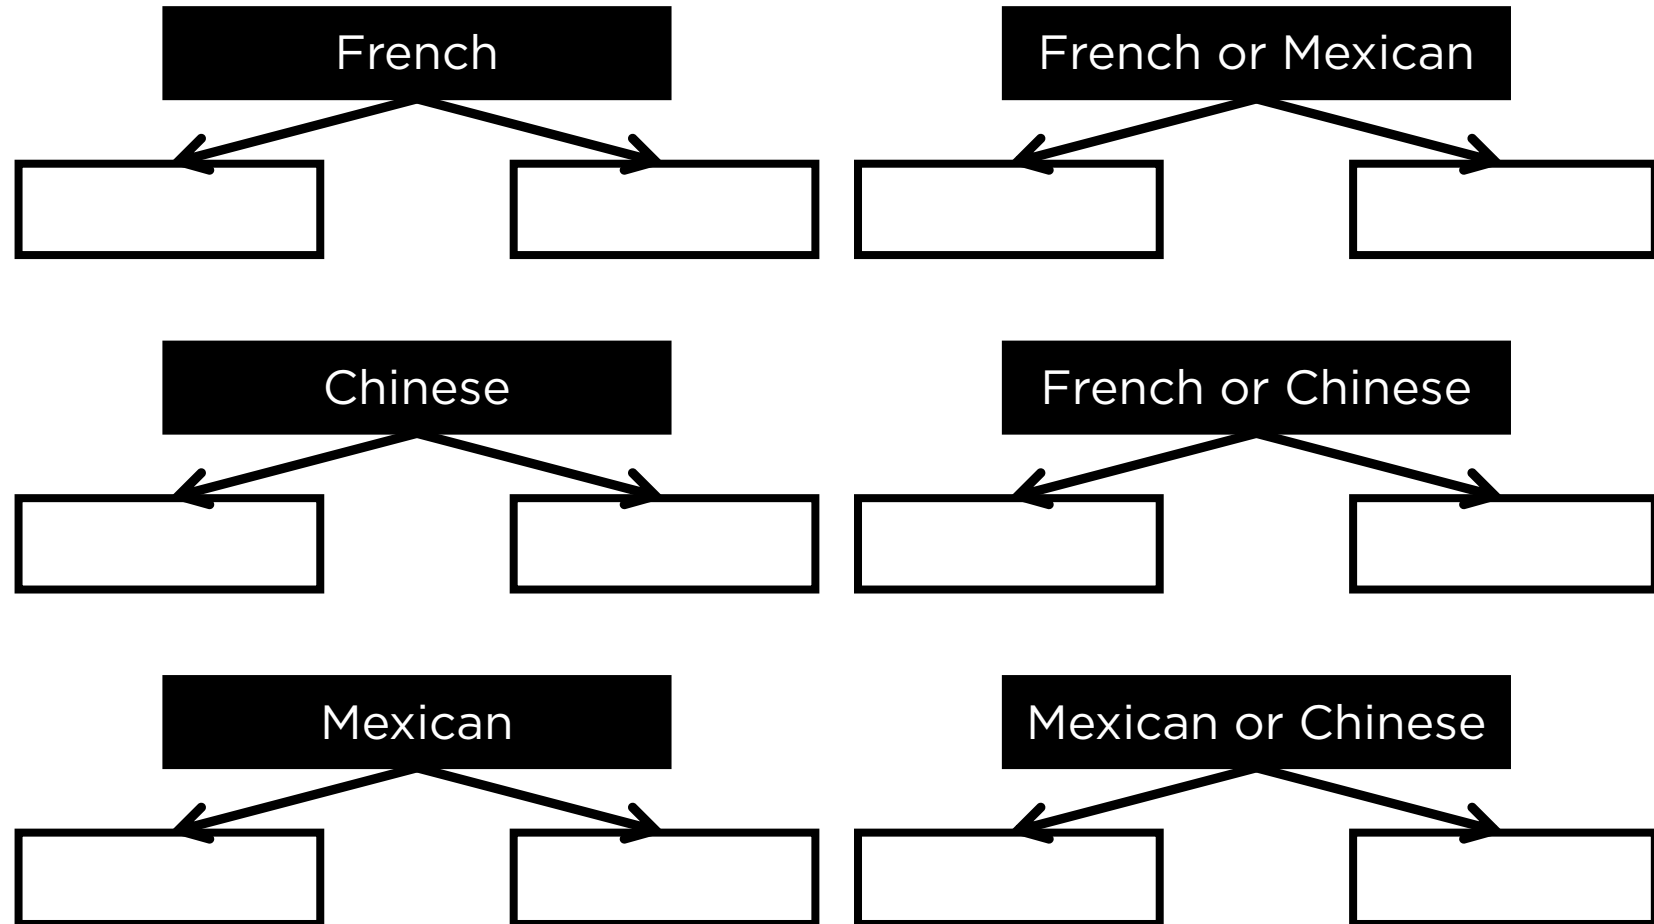 French
French or Mexican
Chinese
French or Chinese
Mexican
Mexican or Chinese